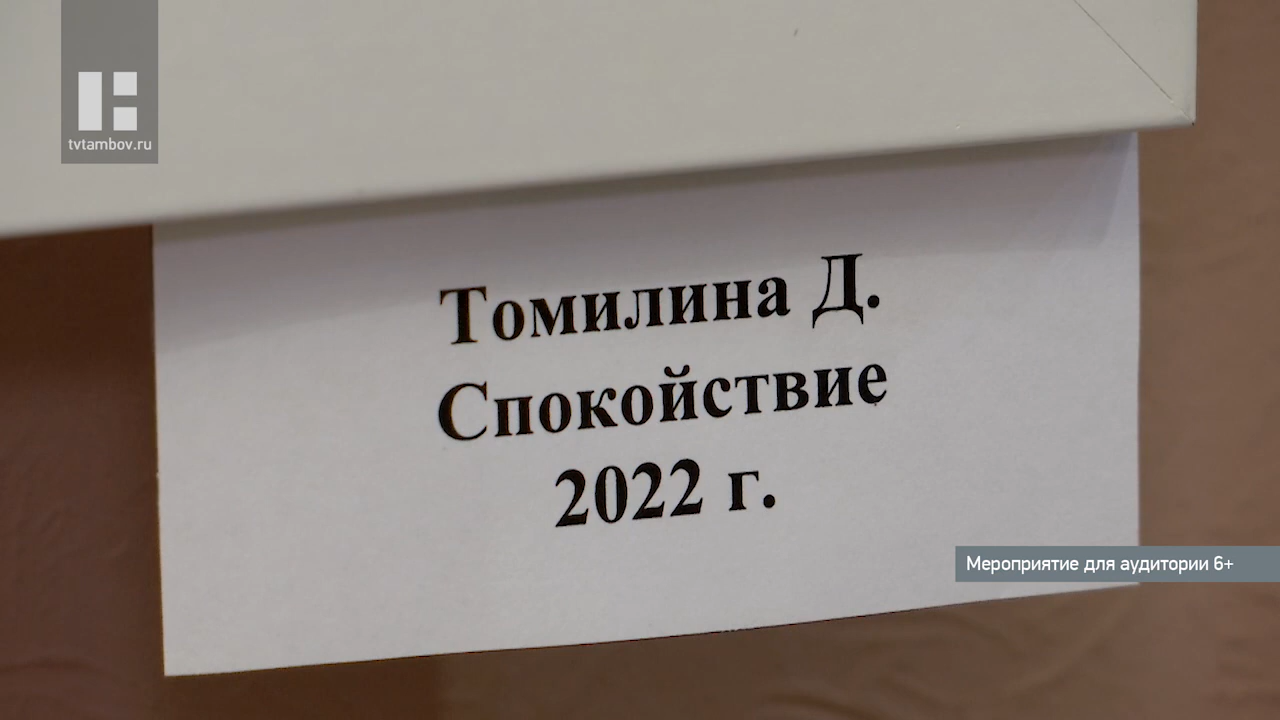 tvtambov.ru
Томилина Д.
Спокойствие
2022 г.
Мероприятие для аудитории 6+